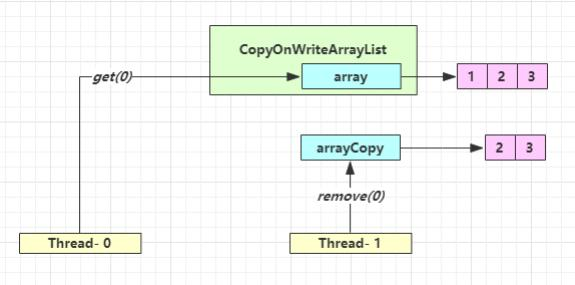 CopyOnWriteArrayList
get(0)
array
1 2 3
arrayCopy
2 3
remove(0)
Thread- 0
Thread- 1